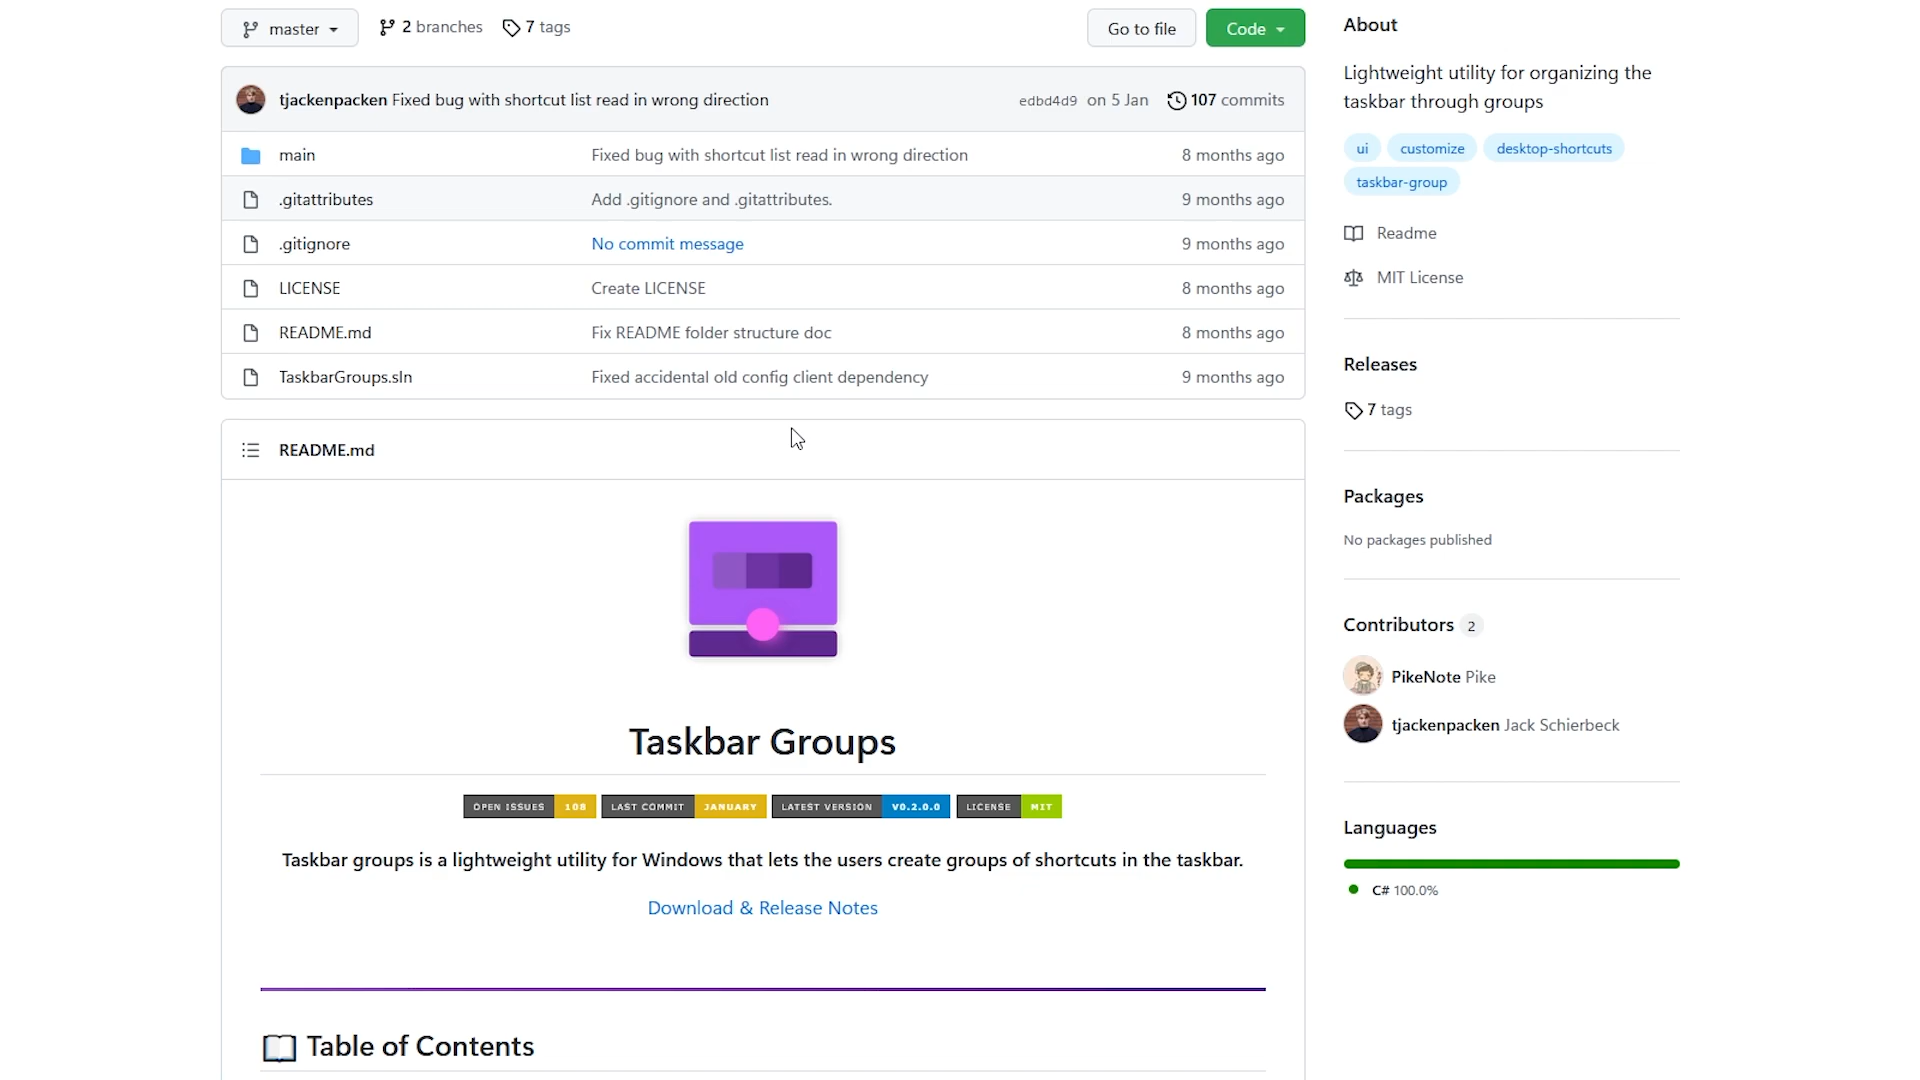 master
2 branches
7 tags
Go to file
Code
tjackenpacken Fixed bug with shortcut list read in wrong direction
edbd4d9 on 5 Jan
107 commits
main
Fixed bug with shortcut list read in wrong direction
8 months ago
.gitattributes
Add .gitignore and .gitattributes.
9 months ago
.gitignore
No commit message
9 months ago
LICENSE
Create LICENSE
8 months ago
README.md
Fix README folder structure doc
8 months ago
TaskbarGroups.sln
Fixed accidental old config client dependency
9 months ago
README.md
Taskbar Groups
OPEN ISSUES 108
LAST COMMIT JANUARY
LATEST VERSION V0.2.0.0
LICENSE MIT
Taskbar groups is a lightweight utility for Windows that lets the users create groups of shortcuts in the taskbar.
Download & Release Notes
Table of Contents
About
Lightweight utility for organizing the
taskbar through groups
ui
customize
desktop-shortcuts
taskbar-group
Readme
MIT License
Releases
7 tags
Packages
No packages published
Contributors 2
PikeNote Pike
tjackenpacken Jack Schierbeck
Languages
C# 100.0%